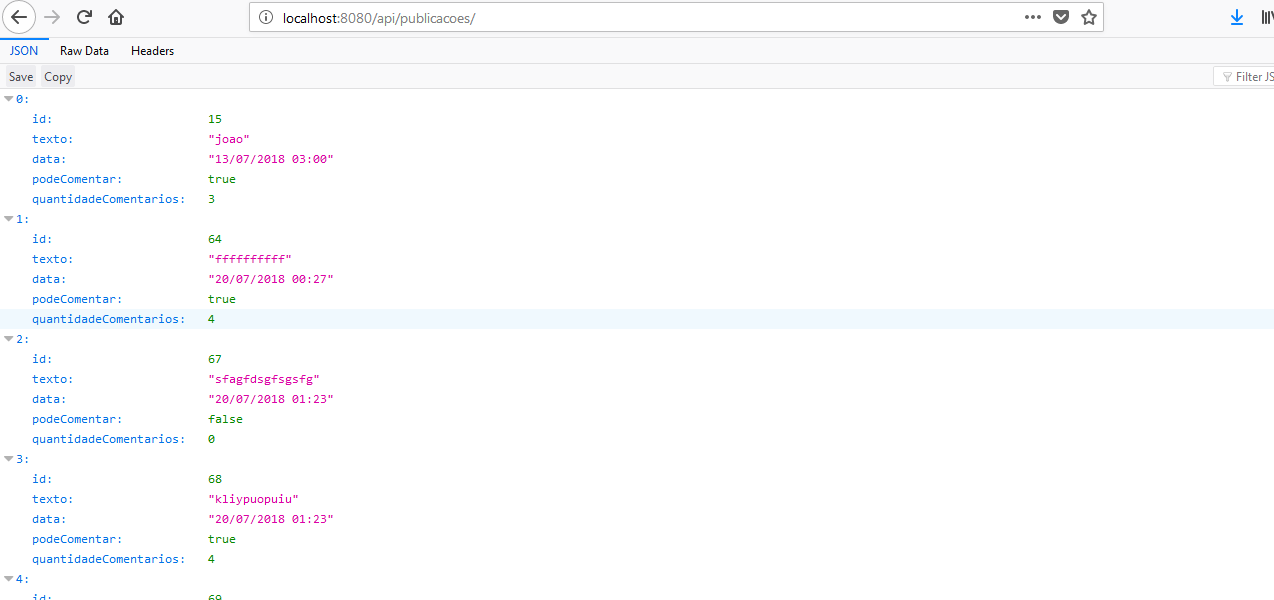 localhost:8080/api/publicacoes/
JSON Raw Data Headers
Save Copy Filter JS
0:
id: 15
texto: "joao"
data: "13/07/2018 03:00"
podeComentar: true
quantidadeComentarios: 3
1:
id: 64
texto: "ffffffffff"
data: "20/07/2018 00:27"
podeComentar: true
quantidadeComentarios: 4
2:
id: 67
texto: "sfagfdsgfsgsfg"
data: "20/07/2018 01:23"
podeComentar: false
quantidadeComentarios: 0
3:
id: 68
texto: "kliypuopuiu"
data: "20/07/2018 01:23"
podeComentar: true
quantidadeComentarios: 4
4:
id: 69